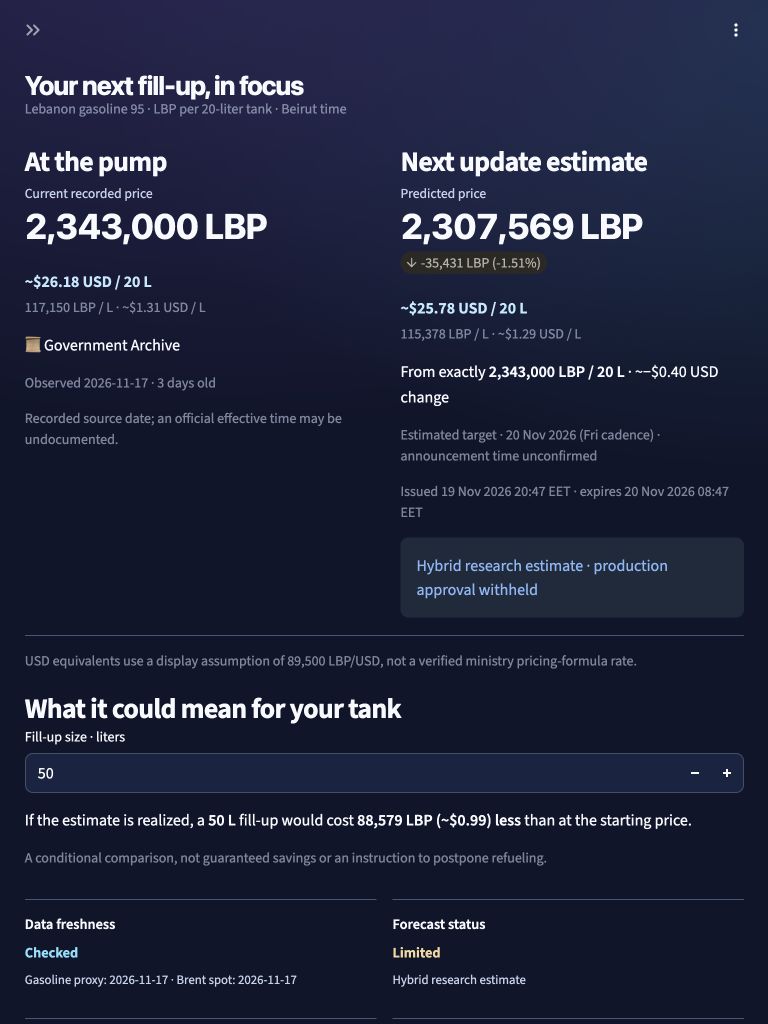 Your next fill-up, in focus
Lebanon gasoline 95 · LBP per 20-liter tank · Beirut time
At the pump
Current recorded price
2,343,000 LBP
~$26.18 USD / 20 L
117,150 LBP / L · ~$1.31 USD / L
Government Archive
Observed 2026-11-17 · 3 days old
Recorded source date; an official effective time may be
undocumented.
Next update estimate
Predicted price
2,307,569 LBP
↓ -35,431 LBP (-1.51%)
~$25.78 USD / 20 L
115,378 LBP / L · ~$1.29 USD / L
From exactly 2,343,000 LBP / 20 L · ~−$0.40 USD
change
Estimated target · 20 Nov 2026 (Fri cadence) ·
announcement time unconfirmed
Issued 19 Nov 2026 20:47 EET · expires 20 Nov 2026 08:47
EET
Hybrid research estimate · production
approval withheld
USD equivalents use a display assumption of 89,500 LBP/USD, not a verified ministry pricing-formula rate.
What it could mean for your tank
Fill-up size · liters
50
If the estimate is realized, a 50 L fill-up would cost 88,579 LBP (~$0.99) less than at the starting price.
A conditional comparison, not guaranteed savings or an instruction to postpone refueling.
Data freshness
Checked
Gasoline proxy: 2026-11-17 · Brent spot: 2026-11-17
Forecast status
Limited
Hybrid research estimate